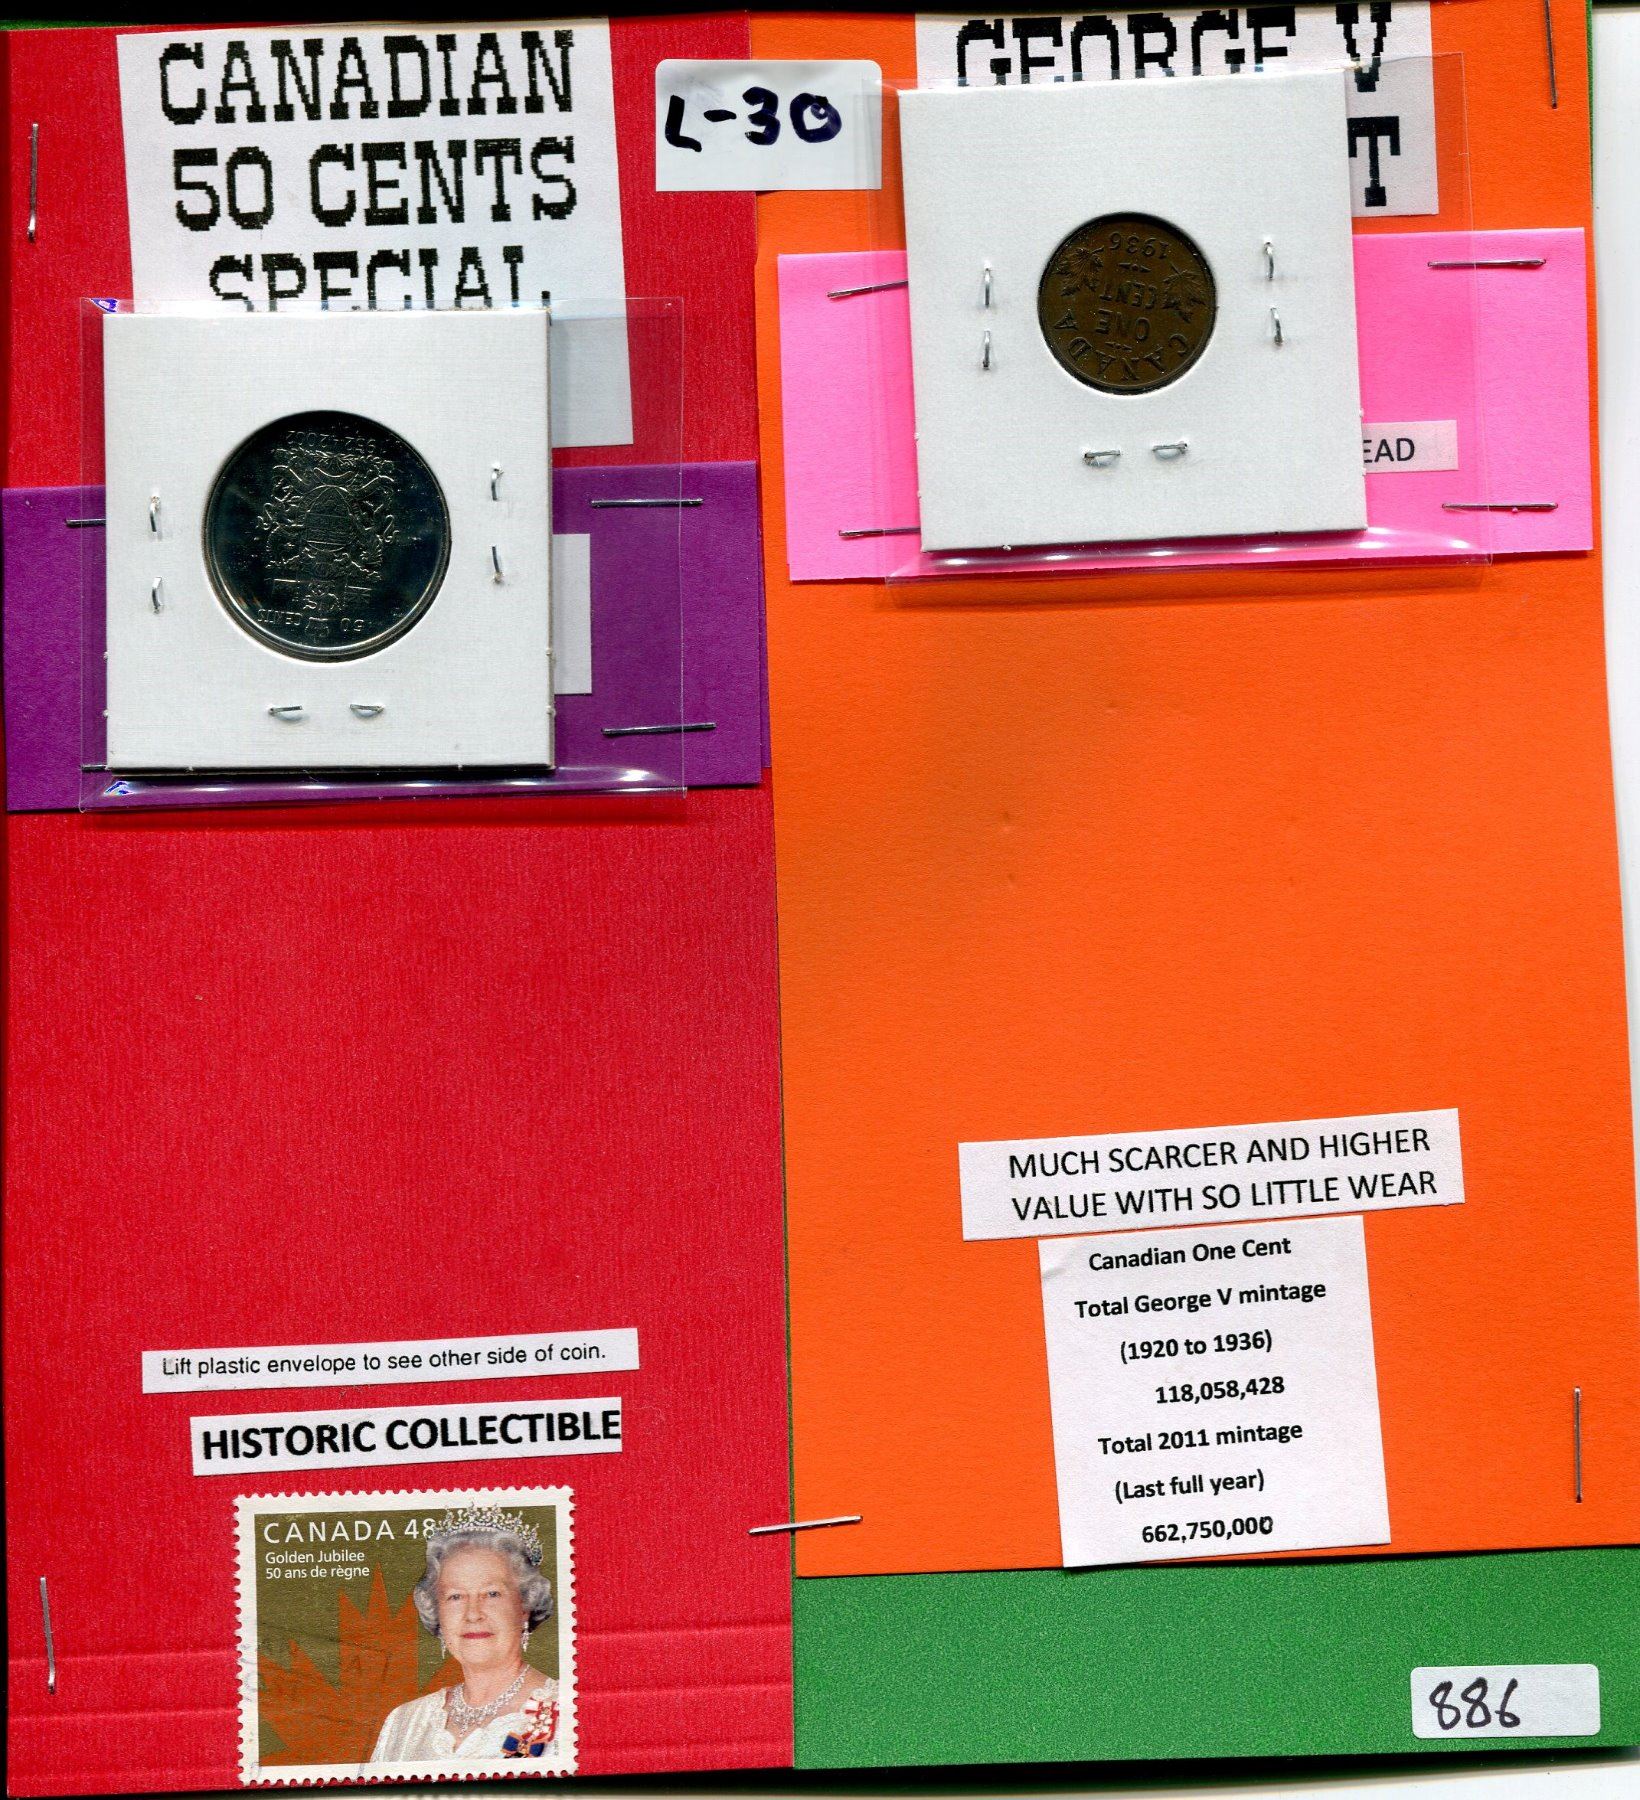 CANADIAN
50 CENTS
SPECIAL
L-30
GEORGE V
T
1952-2002
50 CENTS
1936
ONE
CENT
CANADA
EAD
Lift plastic envelope to see other side of coin.
HISTORIC COLLECTIBLE
CANADA 48
Golden Jubilee
50 ans de règne
MUCH SCARCER AND HIGHER
VALUE WITH SO LITTLE WEAR
Canadian One Cent
Total George V mintage
(1920 to 1936)
118,058,428
Total 2011 mintage
(Last full year)
662,750,000
886